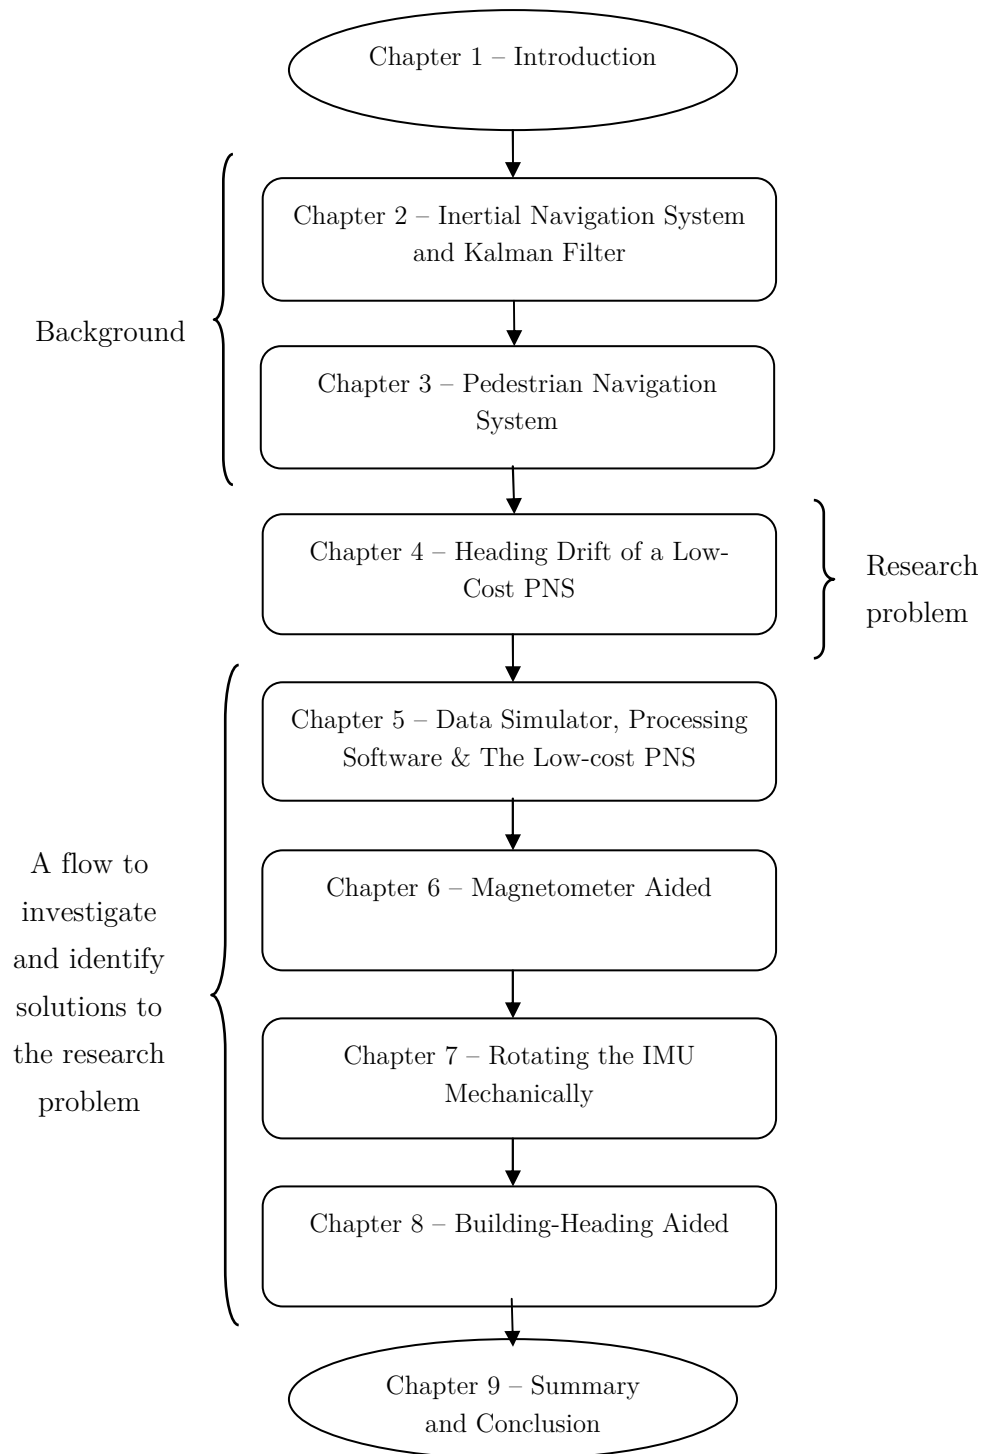 Chapter 1 – Introduction
Chapter 2 – Inertial Navigation System
and Kalman Filter
Background
Chapter 3 – Pedestrian Navigation
System
Chapter 4 – Heading Drift of a Low-
Cost PNS
Research
problem
Chapter 5 – Data Simulator, Processing
Software & The Low-cost PNS
A flow to
investigate
and identify
solutions to
the research
problem
Chapter 6 – Magnetometer Aided
Chapter 7 – Rotating the IMU
Mechanically
Chapter 8 – Building-Heading Aided
Chapter 9 – Summary
and Conclusion